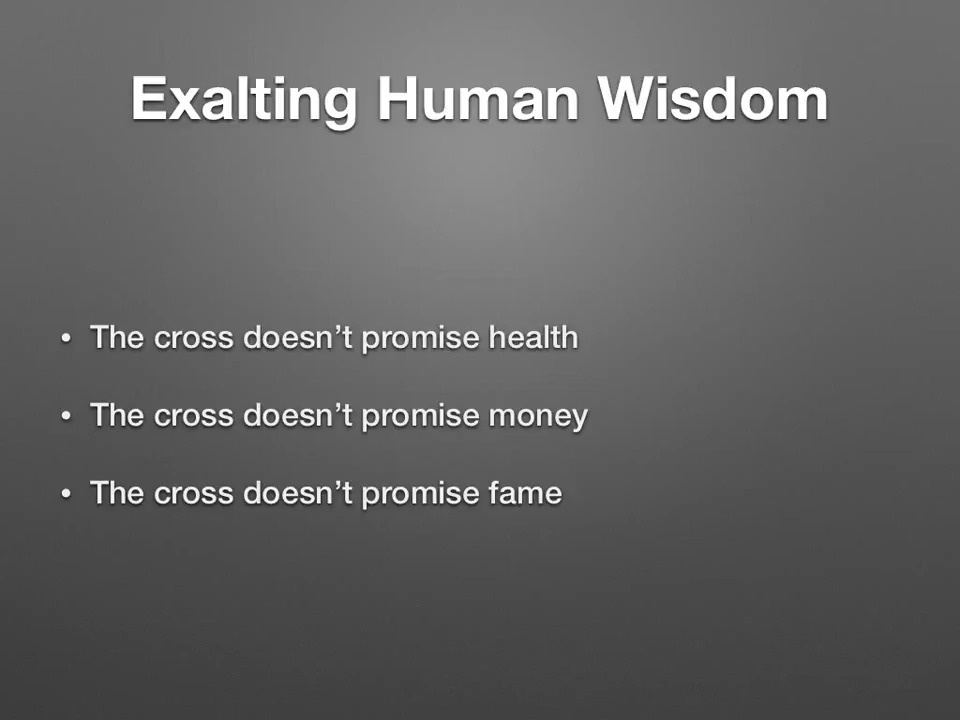 Exalting Human Wisdom
• The cross doesn’t promise health
• The cross doesn’t promise money
• The cross doesn’t promise fame